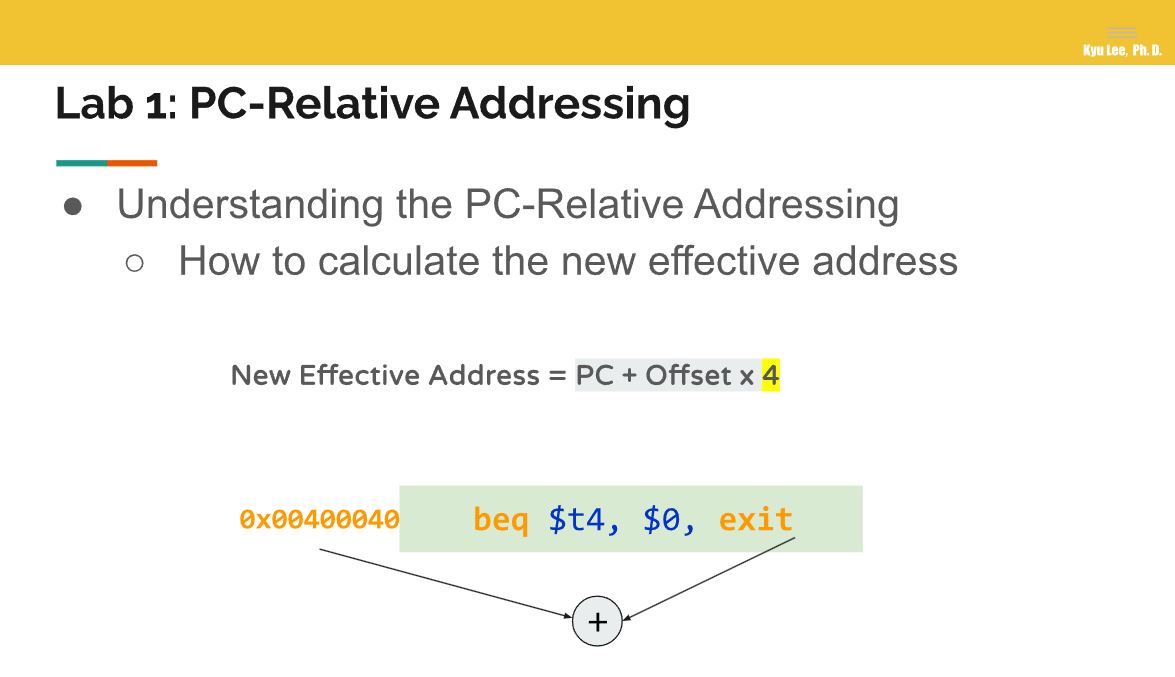 Kyu Lee, Ph. D.
Lab 1: PC-Relative Addressing
● Understanding the PC-Relative Addressing
○ How to calculate the new effective address
New Effective Address = PC + Offset x 4
0x00400040 beq $t4, $0, exit
+